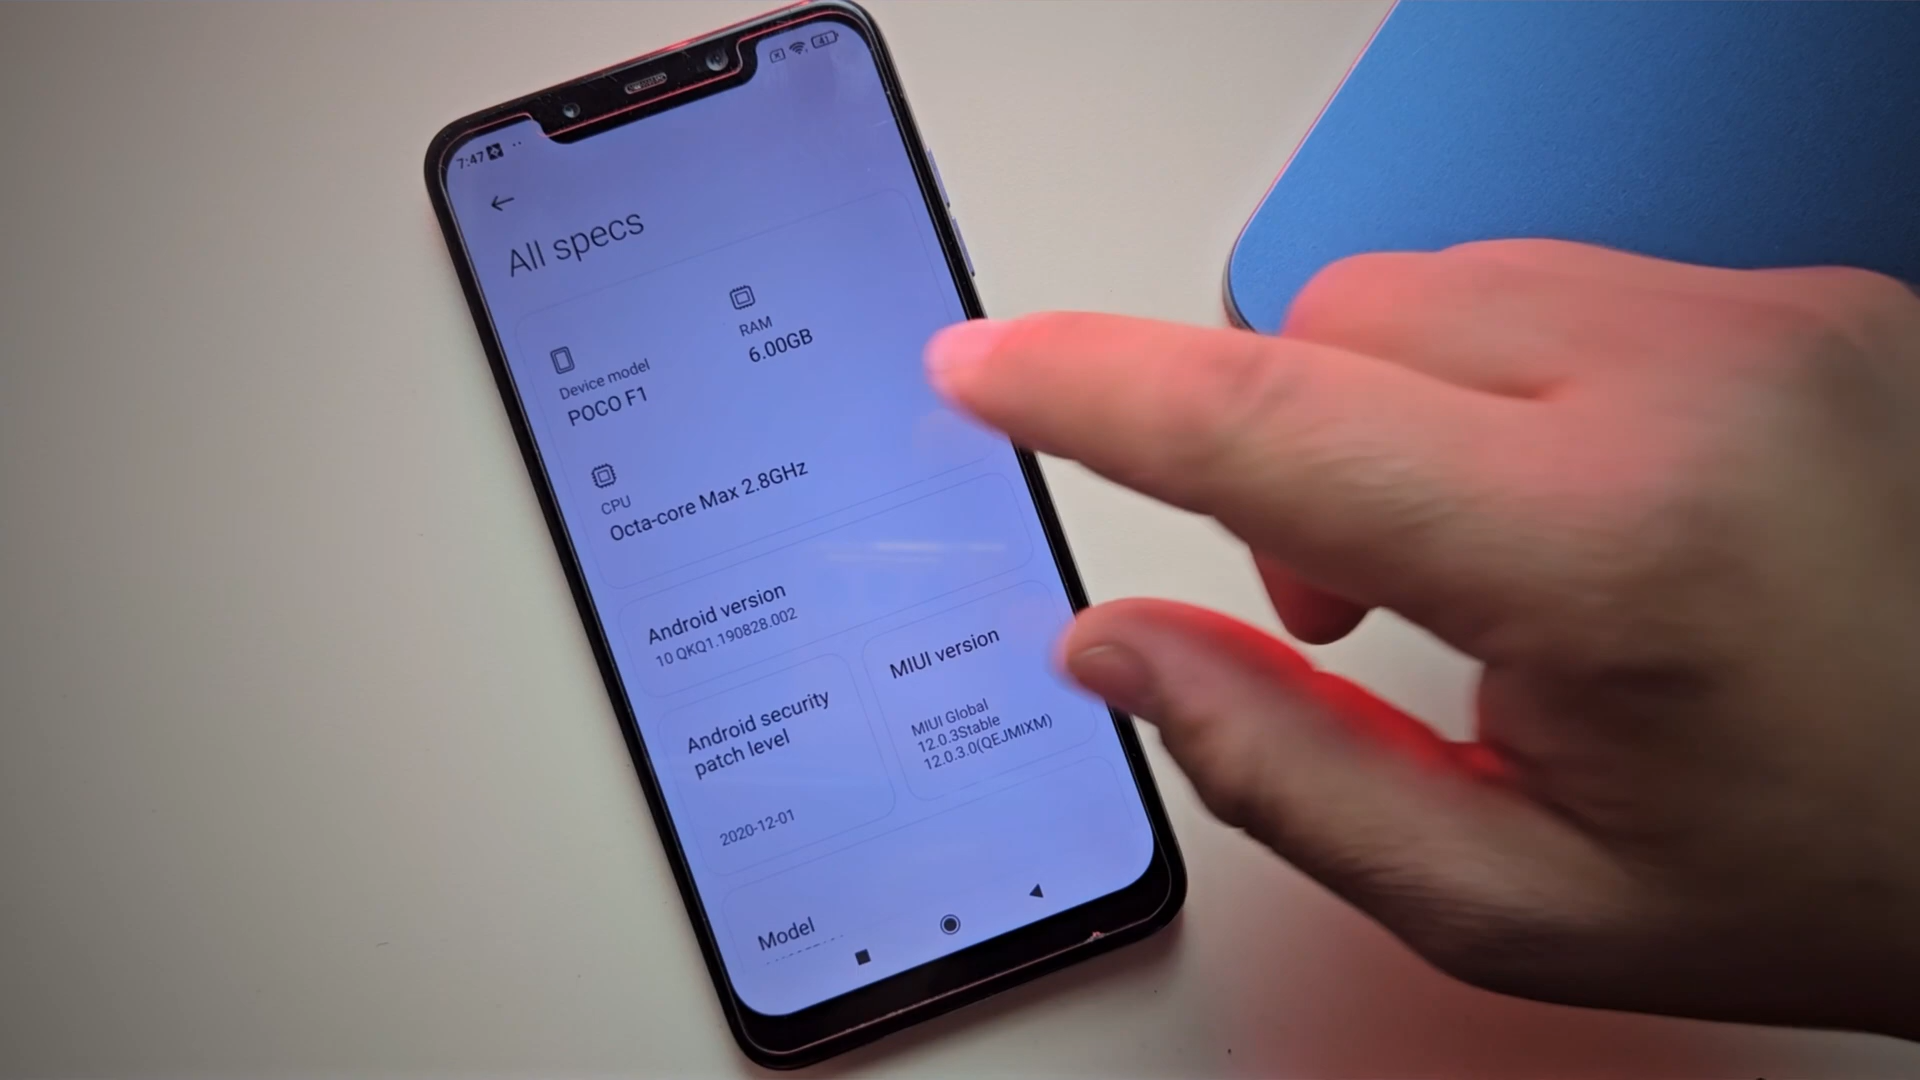 7:47
41
All specs
Device model
POCO F1
RAM
6.00GB
CPU
Octa-core Max 2.8GHz
Android version
10 QKQ1.190828.002
Android security
patch level
2020-12-01
MIUI version
MIUI Global
12.0.3Stable
12.0.3.0(QEJMIXM)
Model